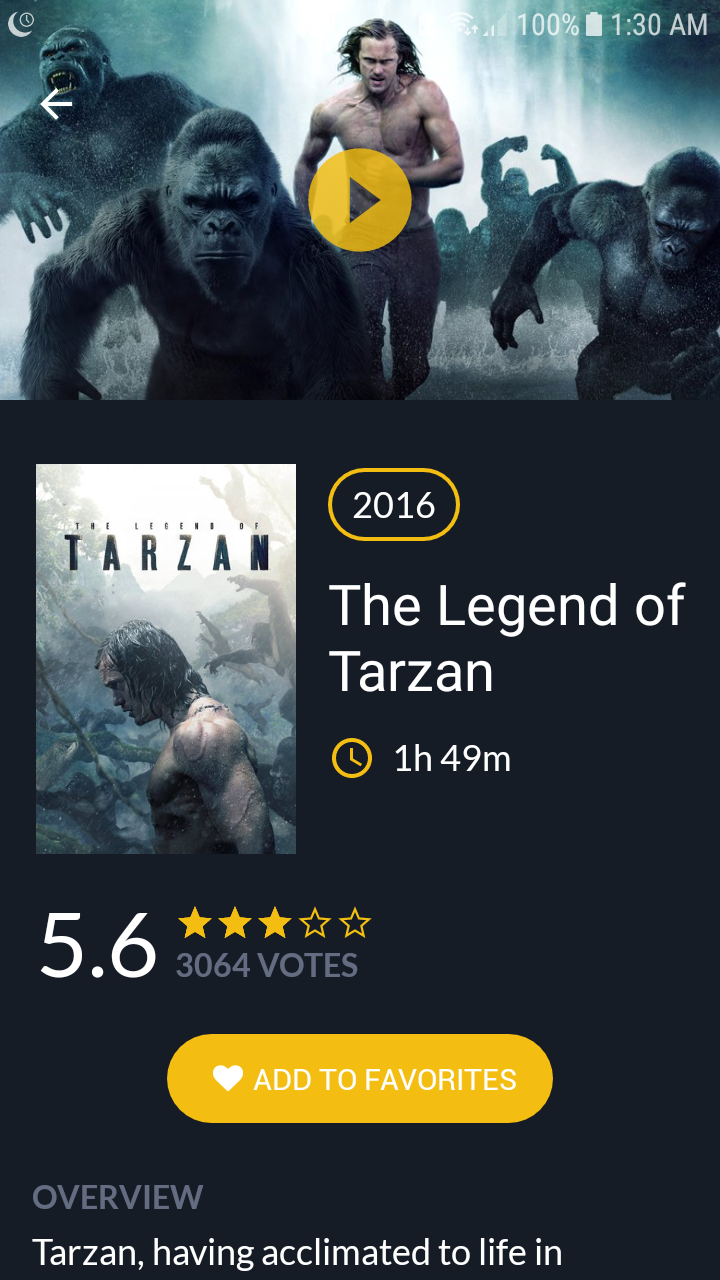 100% 1:30 AM
THE LEGEND OF
TARZAN
2016
The Legend of
Tarzan
1h 49m
5.6
3064 VOTES
ADD TO FAVORITES
OVERVIEW
Tarzan, having acclimated to life in